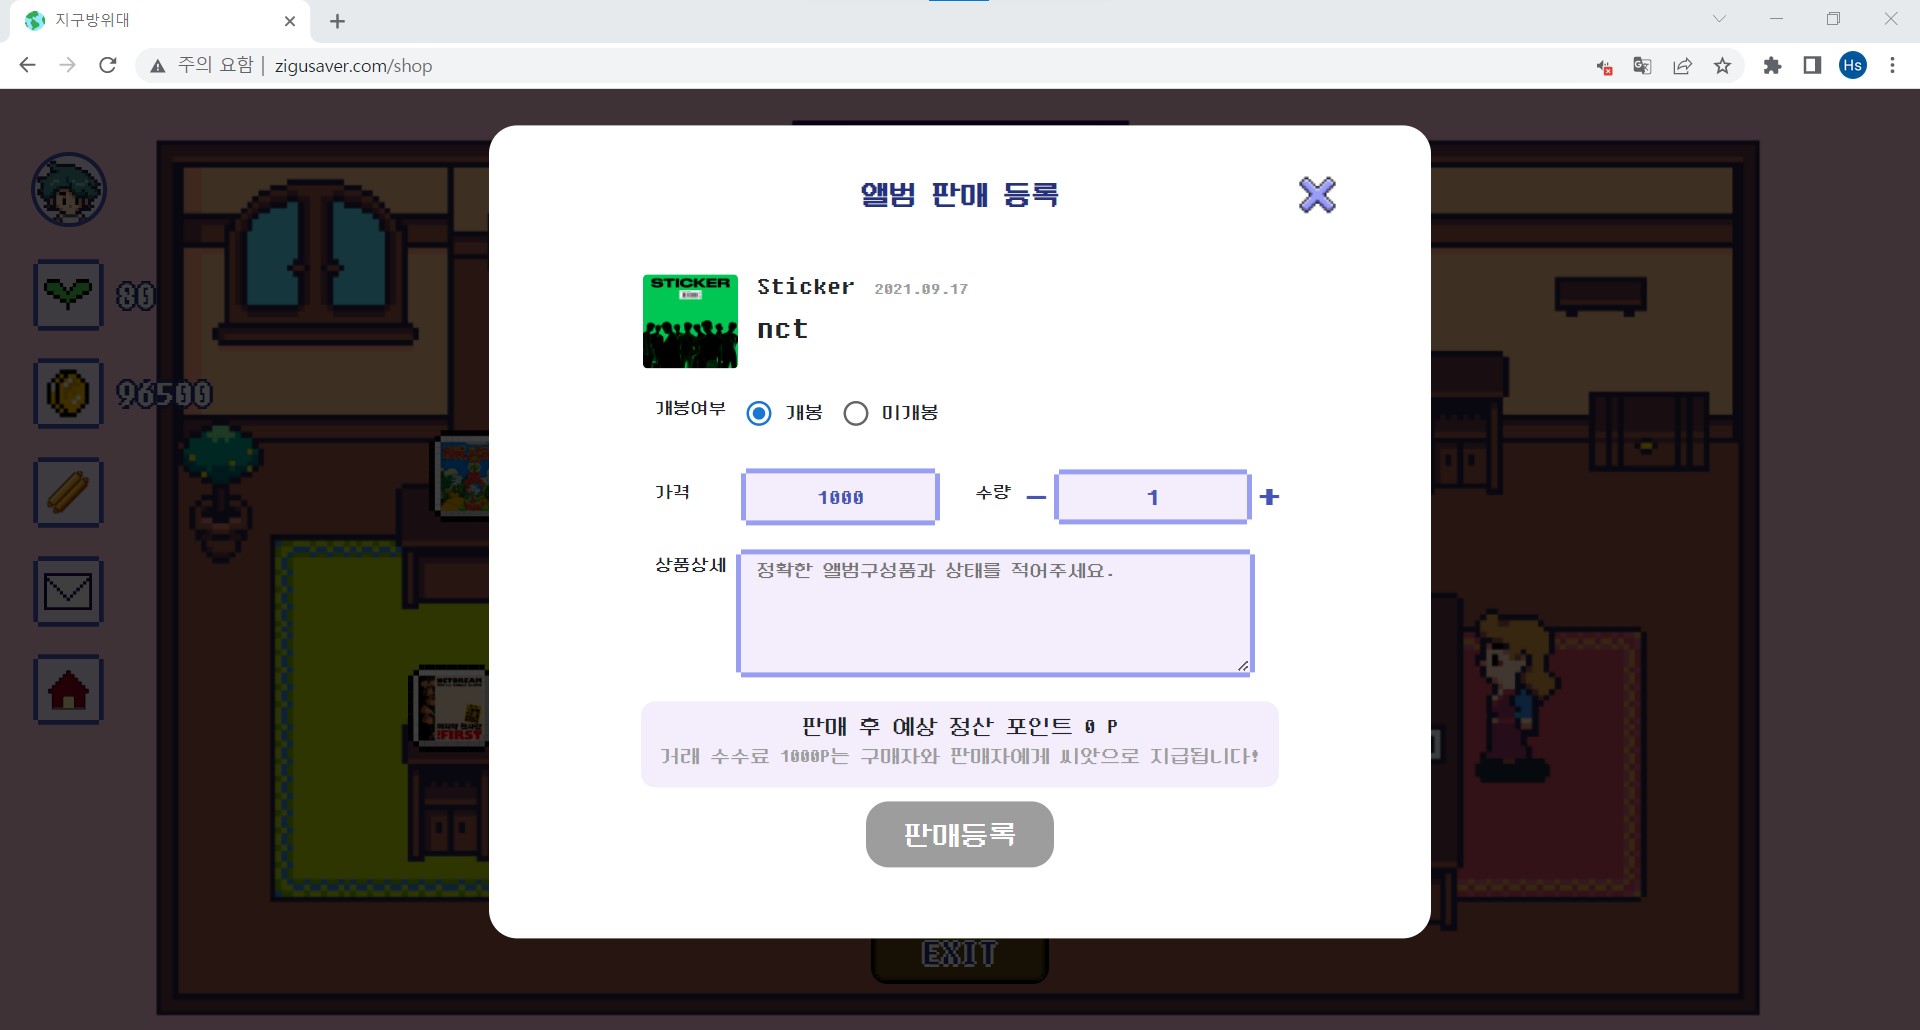 지구방위대
주의 요함 | zigusaver.com/shop
Hs
앨범 판매 등록
80
STICKER
Sticker 2021.09.17
nct
96500
개봉여부 개봉 미개봉
가격 1000 수량 − 1 +
상품상세 정확한 앨범구성품과 상태를 적어주세요.
NCT DREAM
FIRST
판매 후 예상 정산 포인트 0 P
거래 수수료 1000P는 구매자와 판매자에게 씨앗으로 지급됩니다!
판매등록
EXIT